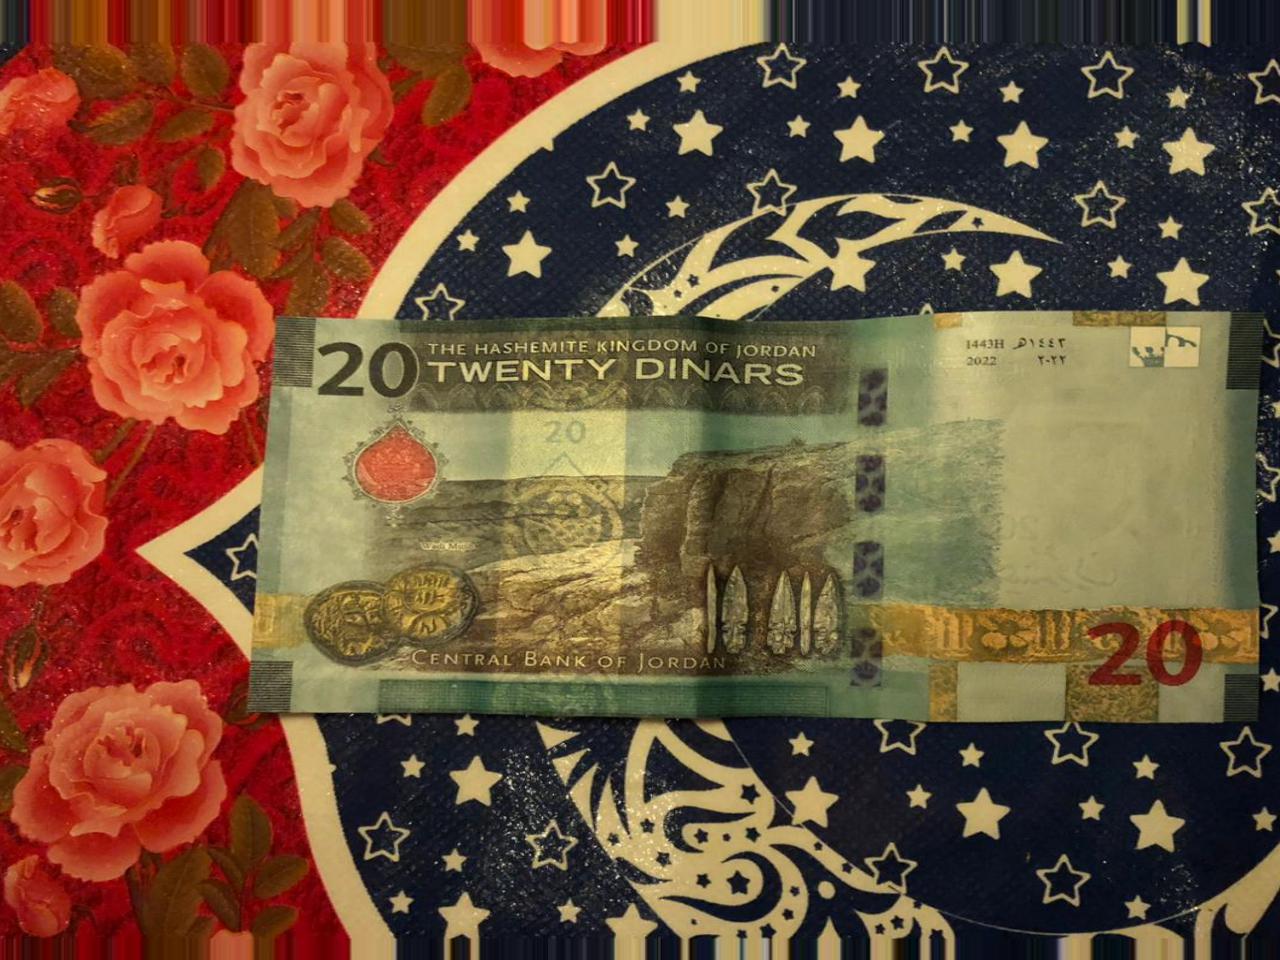 20
THE HASHEMITE KINGDOM OF JORDAN
TWENTY DINARS
1443H ١٤٤٣هـ
2022 ٢٠٢٢
20
Wadi Musa
CENTRAL BANK OF JORDAN
20